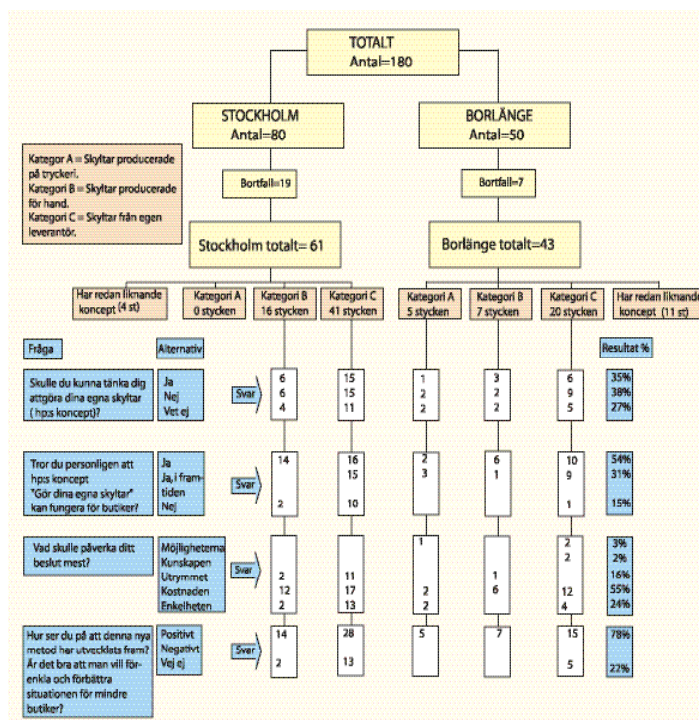 TOTALT
Antal=180
STOCKHOLM
Antal=80
BORLÄNGE
Antal=50
Kategor A = Skyltar producerade
på tryckeri.
Kategori B = Skyltar producerade
för hand.
Kategori C = Skyltar från egen
leverantör.
Bortfall=19
Bortfall=7
Stockholm totalt= 61
Borlänge totalt=43
Har redan liknande
koncept (4 st)
Kategori A
0 stycken
Kategori B
16 stycken
Kategori C
41 stycken
Kategori A
5 stycken
Kategori B
7 stycken
Kategori C
20 stycken
Har redan liknande
koncept (11 st)
Fråga
Alternativ
Resultat %
Skulle du kunna tänka dig
attgöra dina egna skyltar
( hp:s koncept)?
Ja
Nej
Vet ej
Svar
6 15 1 3 6 35%
6 15 2 2 9 38%
4 11 2 2 5 27%
Tror du personligen att
hp:s koncept
"Gör dina egna skyltar"
kan fungera för butiker?
Ja
Ja, i fram-
tiden
Nej
Svar
14 16 2 6 10 54%
15 3 1 9 31%
2 10 1 15%
Vad skulle påverka ditt
beslut mest?
Möjligheterna
Kunskapen
Utrymmet
Kostnaden
Enkelheten
Svar
1 2 3%
2 2%
2 11 1 16%
12 17 2 6 12 55%
2 13 2 4 24%
Hur ser du på att denna nya
metod har utvecklats fram?
Är det bra att man vill för-
enkla och förbättra
situationen för mindre
butiker?
Positivt
Negativt
Vej ej
Svar
14 28 5 7 15 78%
2 13 5 22%